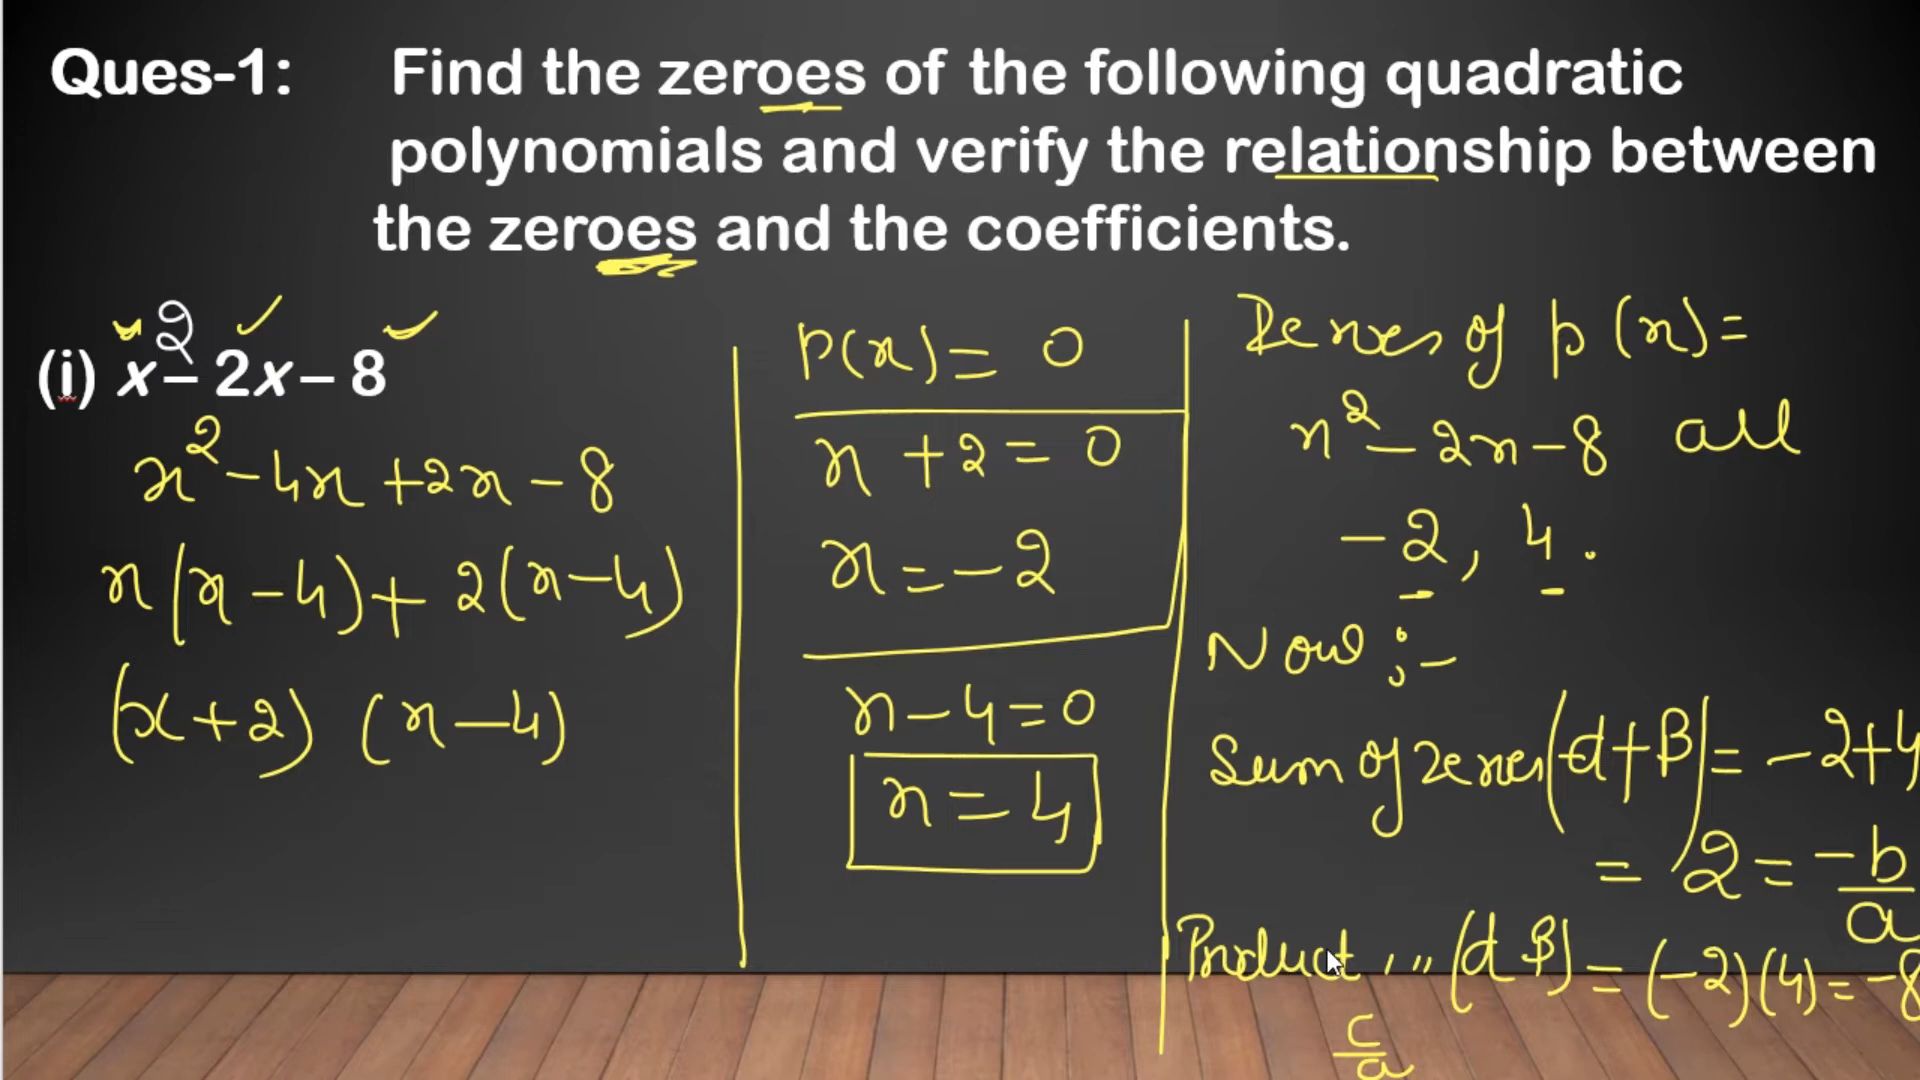 Ques-1: Find the zeroes of the following quadratic
polynomials and verify the relationship between
the zeroes and the coefficients.
(i) x² – 2x – 8
x² - 4x + 2x - 8
x(x - 4) + 2(x - 4)
(x + 2) (x - 4)
p(x) = 0
x + 2 = 0
x = -2
x - 4 = 0
x = 4
Zeroes of p(x) =
x² - 2x - 8 are
-2, 4.
Now :-
Sum of zeroes (α+β) = -2+4
= 2 = -b/a
Product ,, ,, (αβ) = (-2)(4) = -8
c/a